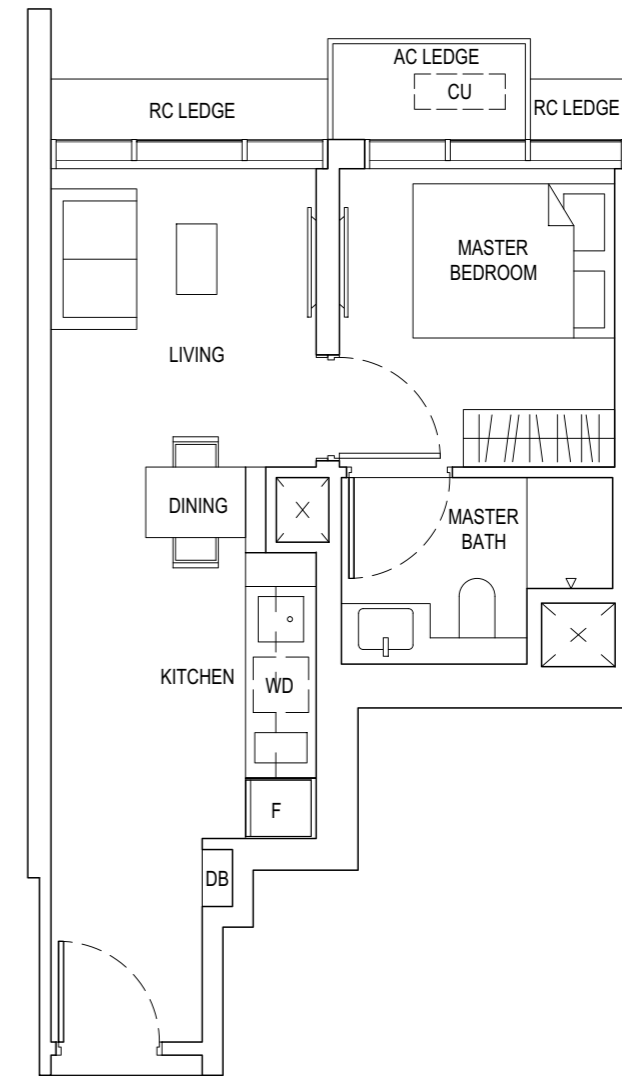 AC LEDGE
CU
RC LEDGE
RC LEDGE
MASTER
BEDROOM
LIVING
DINING
MASTER
BATH
KITCHEN
WD
F
DB